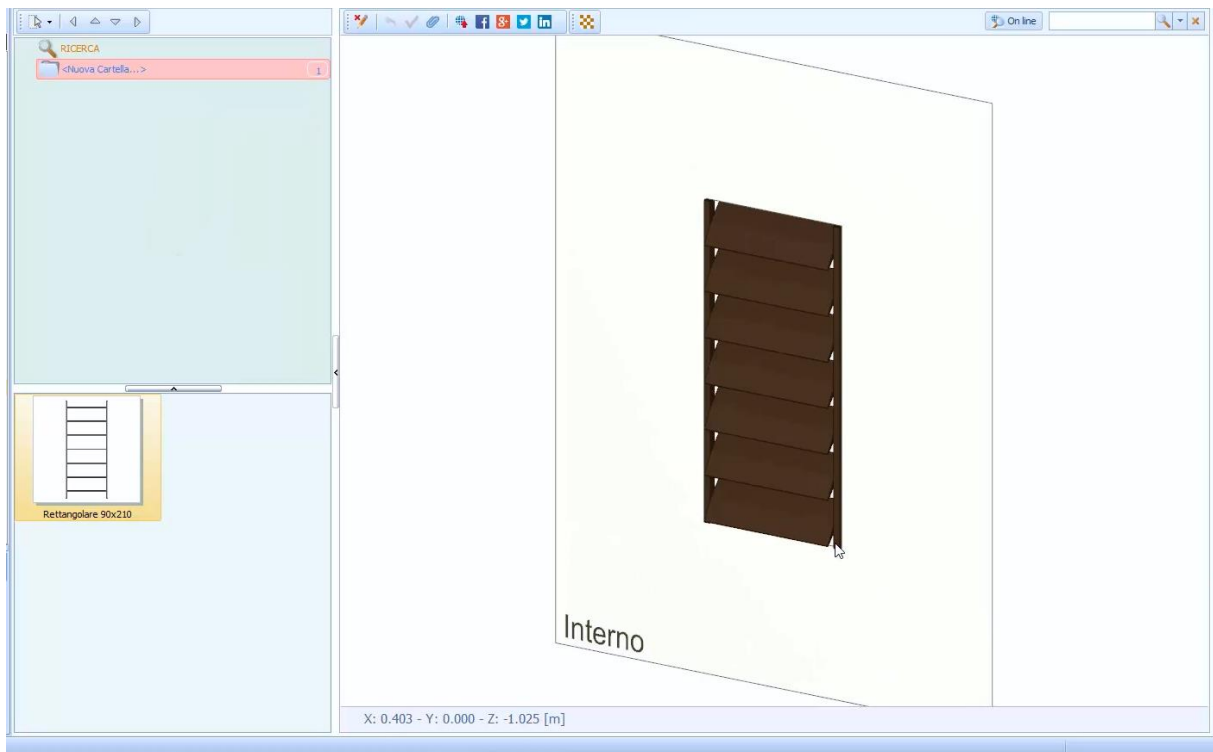 On line
RICERCA
<Nuova Cartella...>
1
Rettangolare 90x210
Interno
X: 0.403 - Y: 0.000 - Z: -1.025 [m]